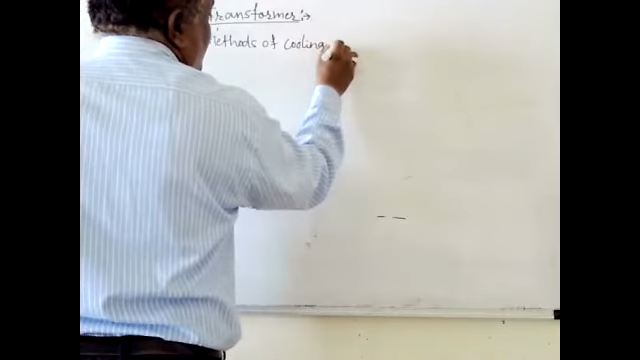 Transformer:→
Methods of Cooling